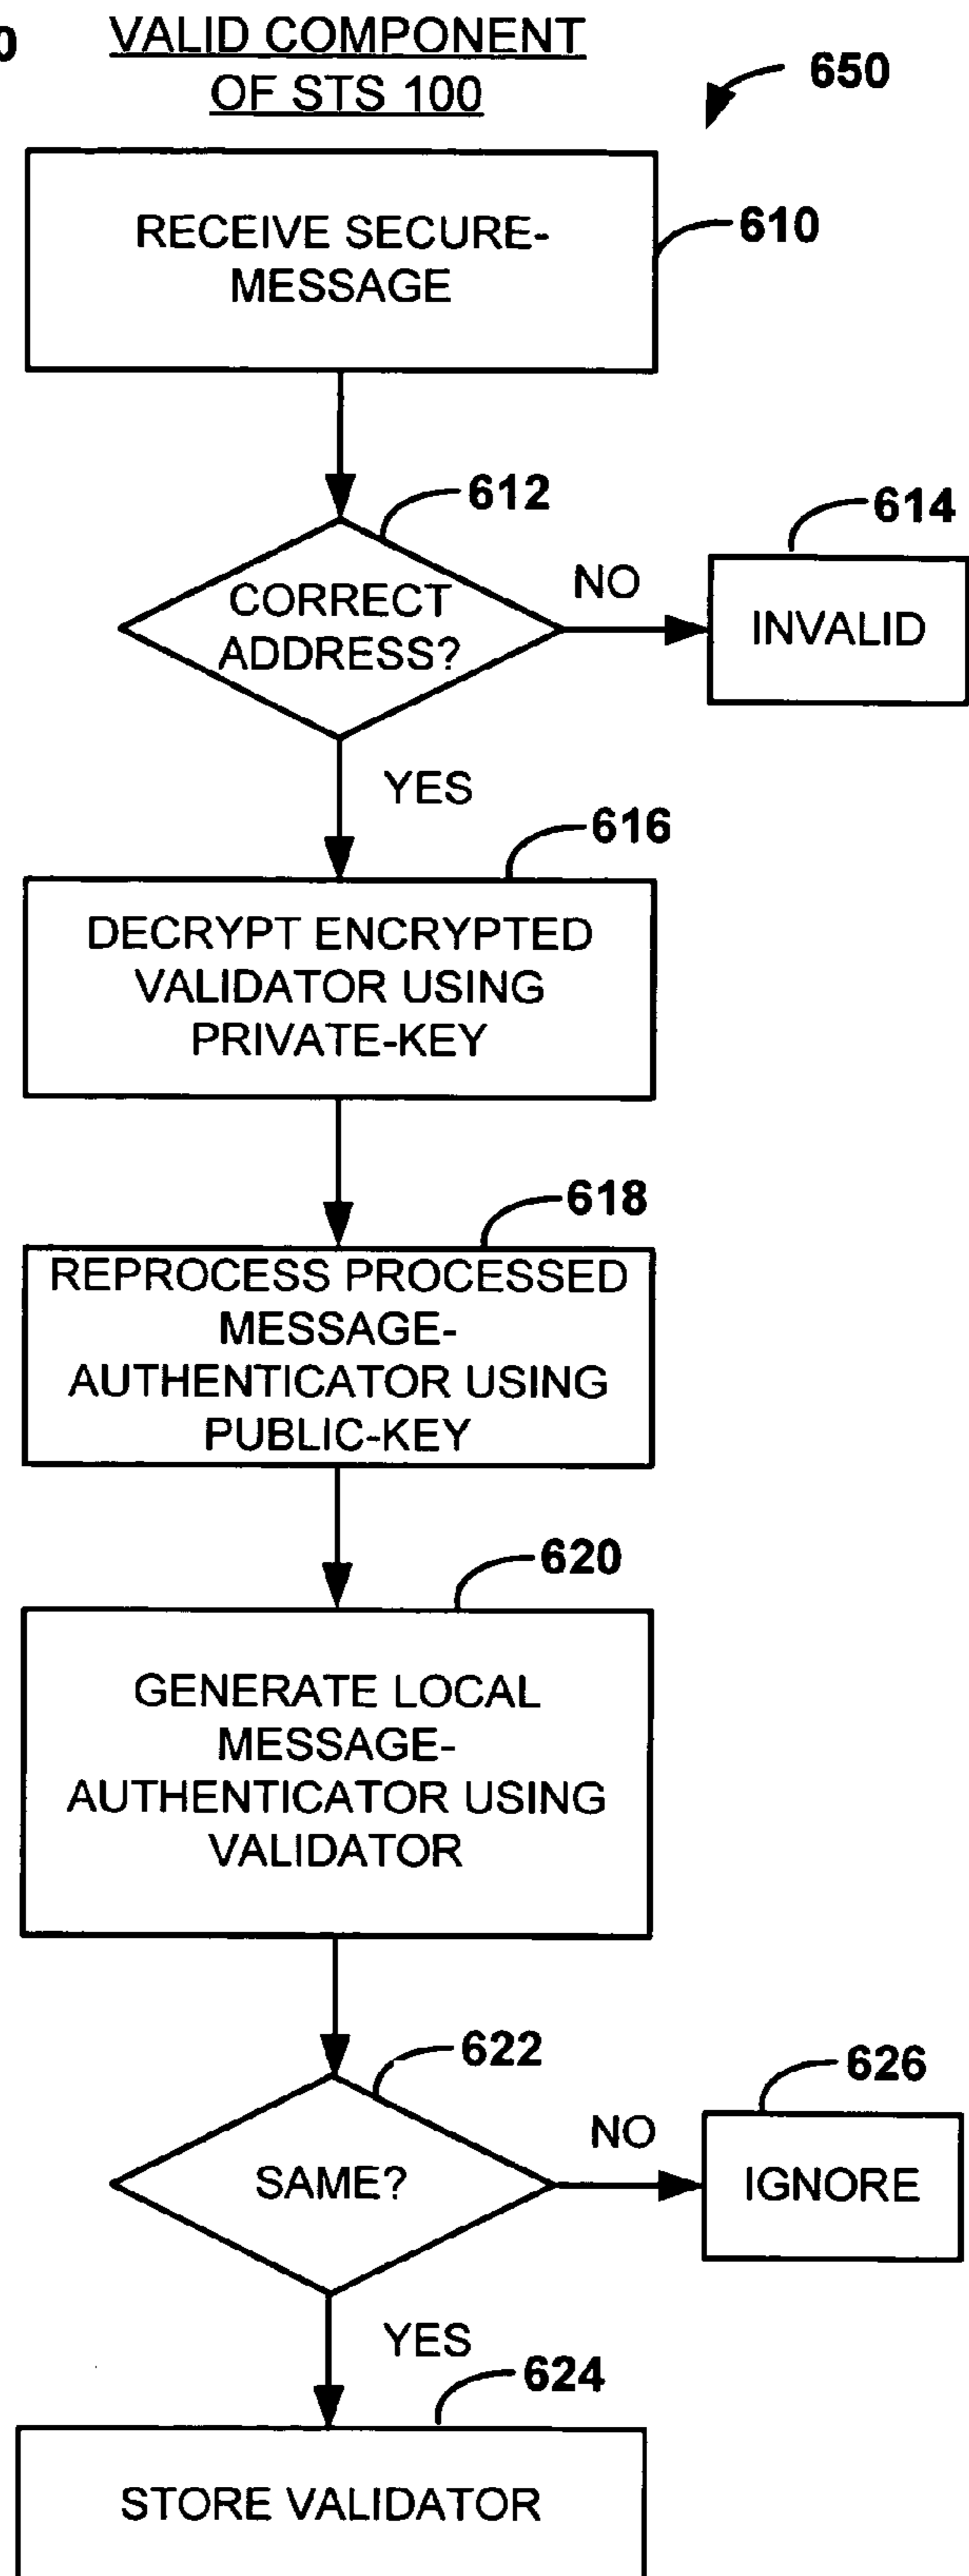 VALID COMPONENT
OF STS 100
650
RECEIVE SECURE-
MESSAGE
610
612
CORRECT
ADDRESS?
NO
614
INVALID
YES
616
DECRYPT ENCRYPTED
VALIDATOR USING
PRIVATE-KEY
618
REPROCESS PROCESSED
MESSAGE-
AUTHENTICATOR USING
PUBLIC-KEY
620
GENERATE LOCAL
MESSAGE-
AUTHENTICATOR USING
VALIDATOR
622
SAME?
NO
626
IGNORE
YES
624
STORE VALIDATOR